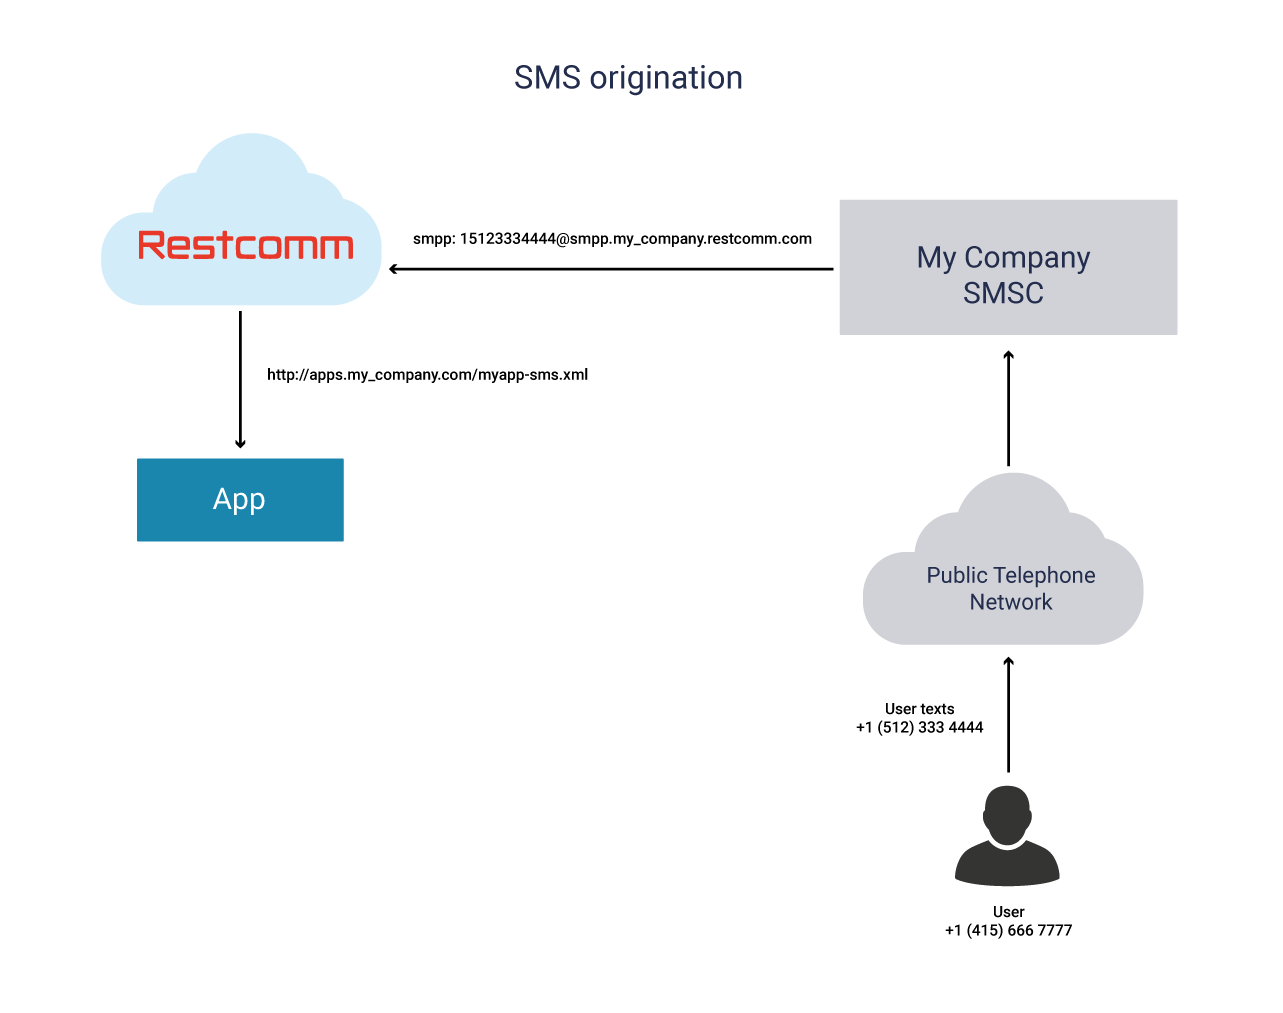 SMS origination
Restcomm
smpp: 15123334444@smpp.my_company.restcomm.com
My Company
SMSC
http://apps.my_company.com/myapp-sms.xml
App
Public Telephone
Network
User texts
+1 (512) 333 4444
User
+1 (415) 666 7777